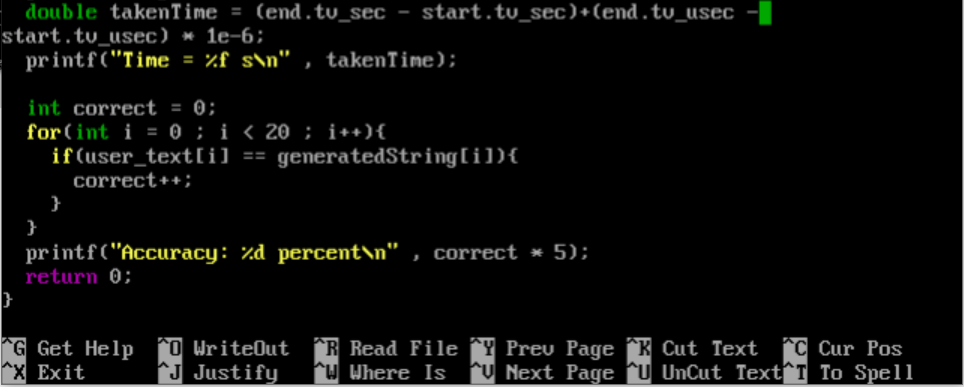 double takenTime = (end.tv_sec - start.tv_sec)+(end.tv_usec -
start.tv_usec) * 1e-6;
  printf("Time = %f s\n" , takenTime);

  int correct = 0;
  for(int i = 0 ; i < 20 ; i++){
    if(user_text[i] == generatedString[i]){
      correct++;
    }
  }
  printf("Accuracy: %d percent\n" , correct * 5);
  return 0;
}

^G Get Help  ^O WriteOut  ^R Read File ^Y Prev Page ^K Cut Text  ^C Cur Pos
^X Exit      ^J Justify   ^W Where Is  ^V Next Page ^U UnCut Text^T To Spell